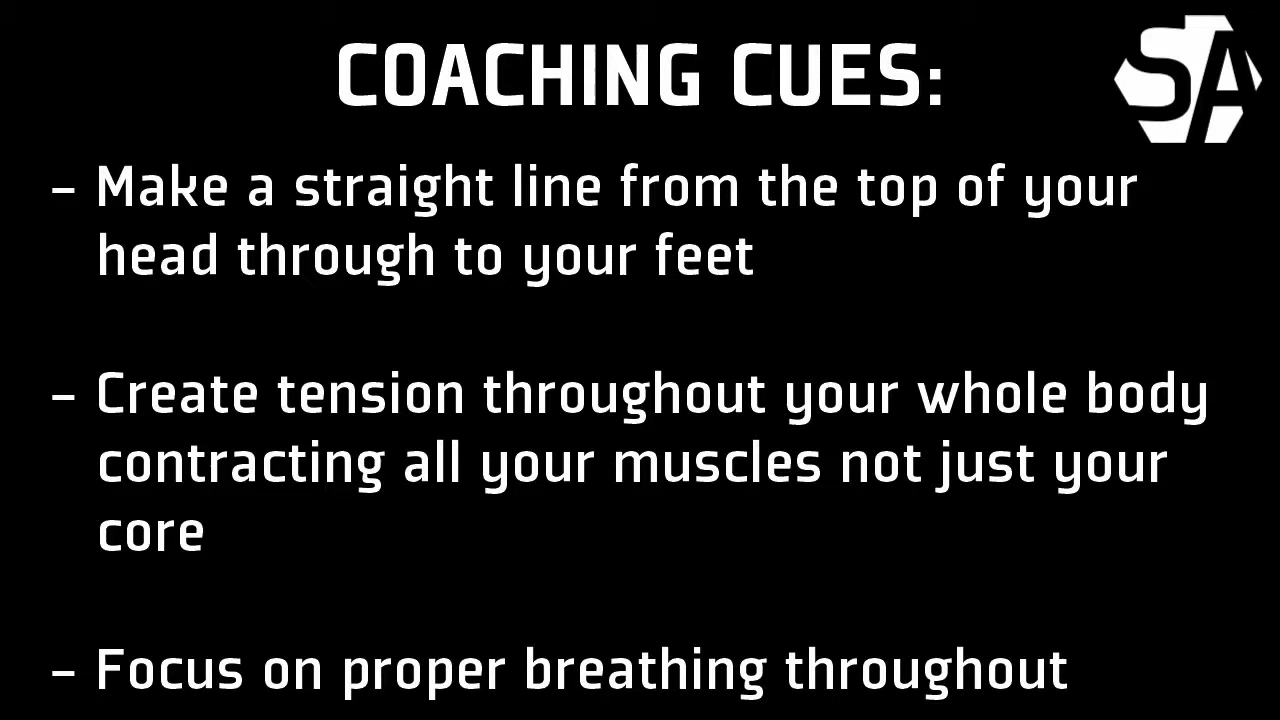 COACHING CUES:
SA
- Make a straight line from the top of your
head through to your feet
- Create tension throughout your whole body
contracting all your muscles not just your
core
- Focus on proper breathing throughout